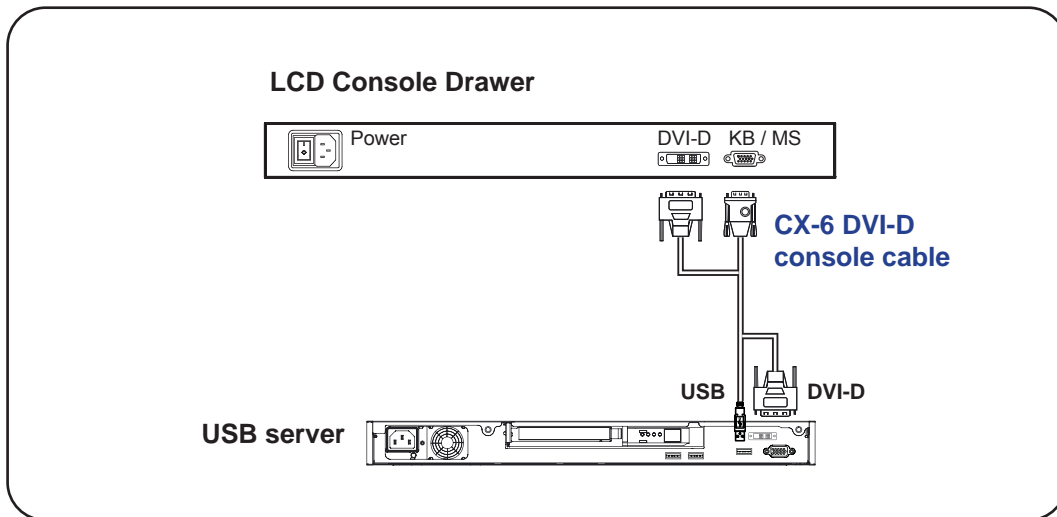 LCD Console Drawer
Power
DVI-D KB / MS
CX-6 DVI-D
console cable
USB
DVI-D
USB server